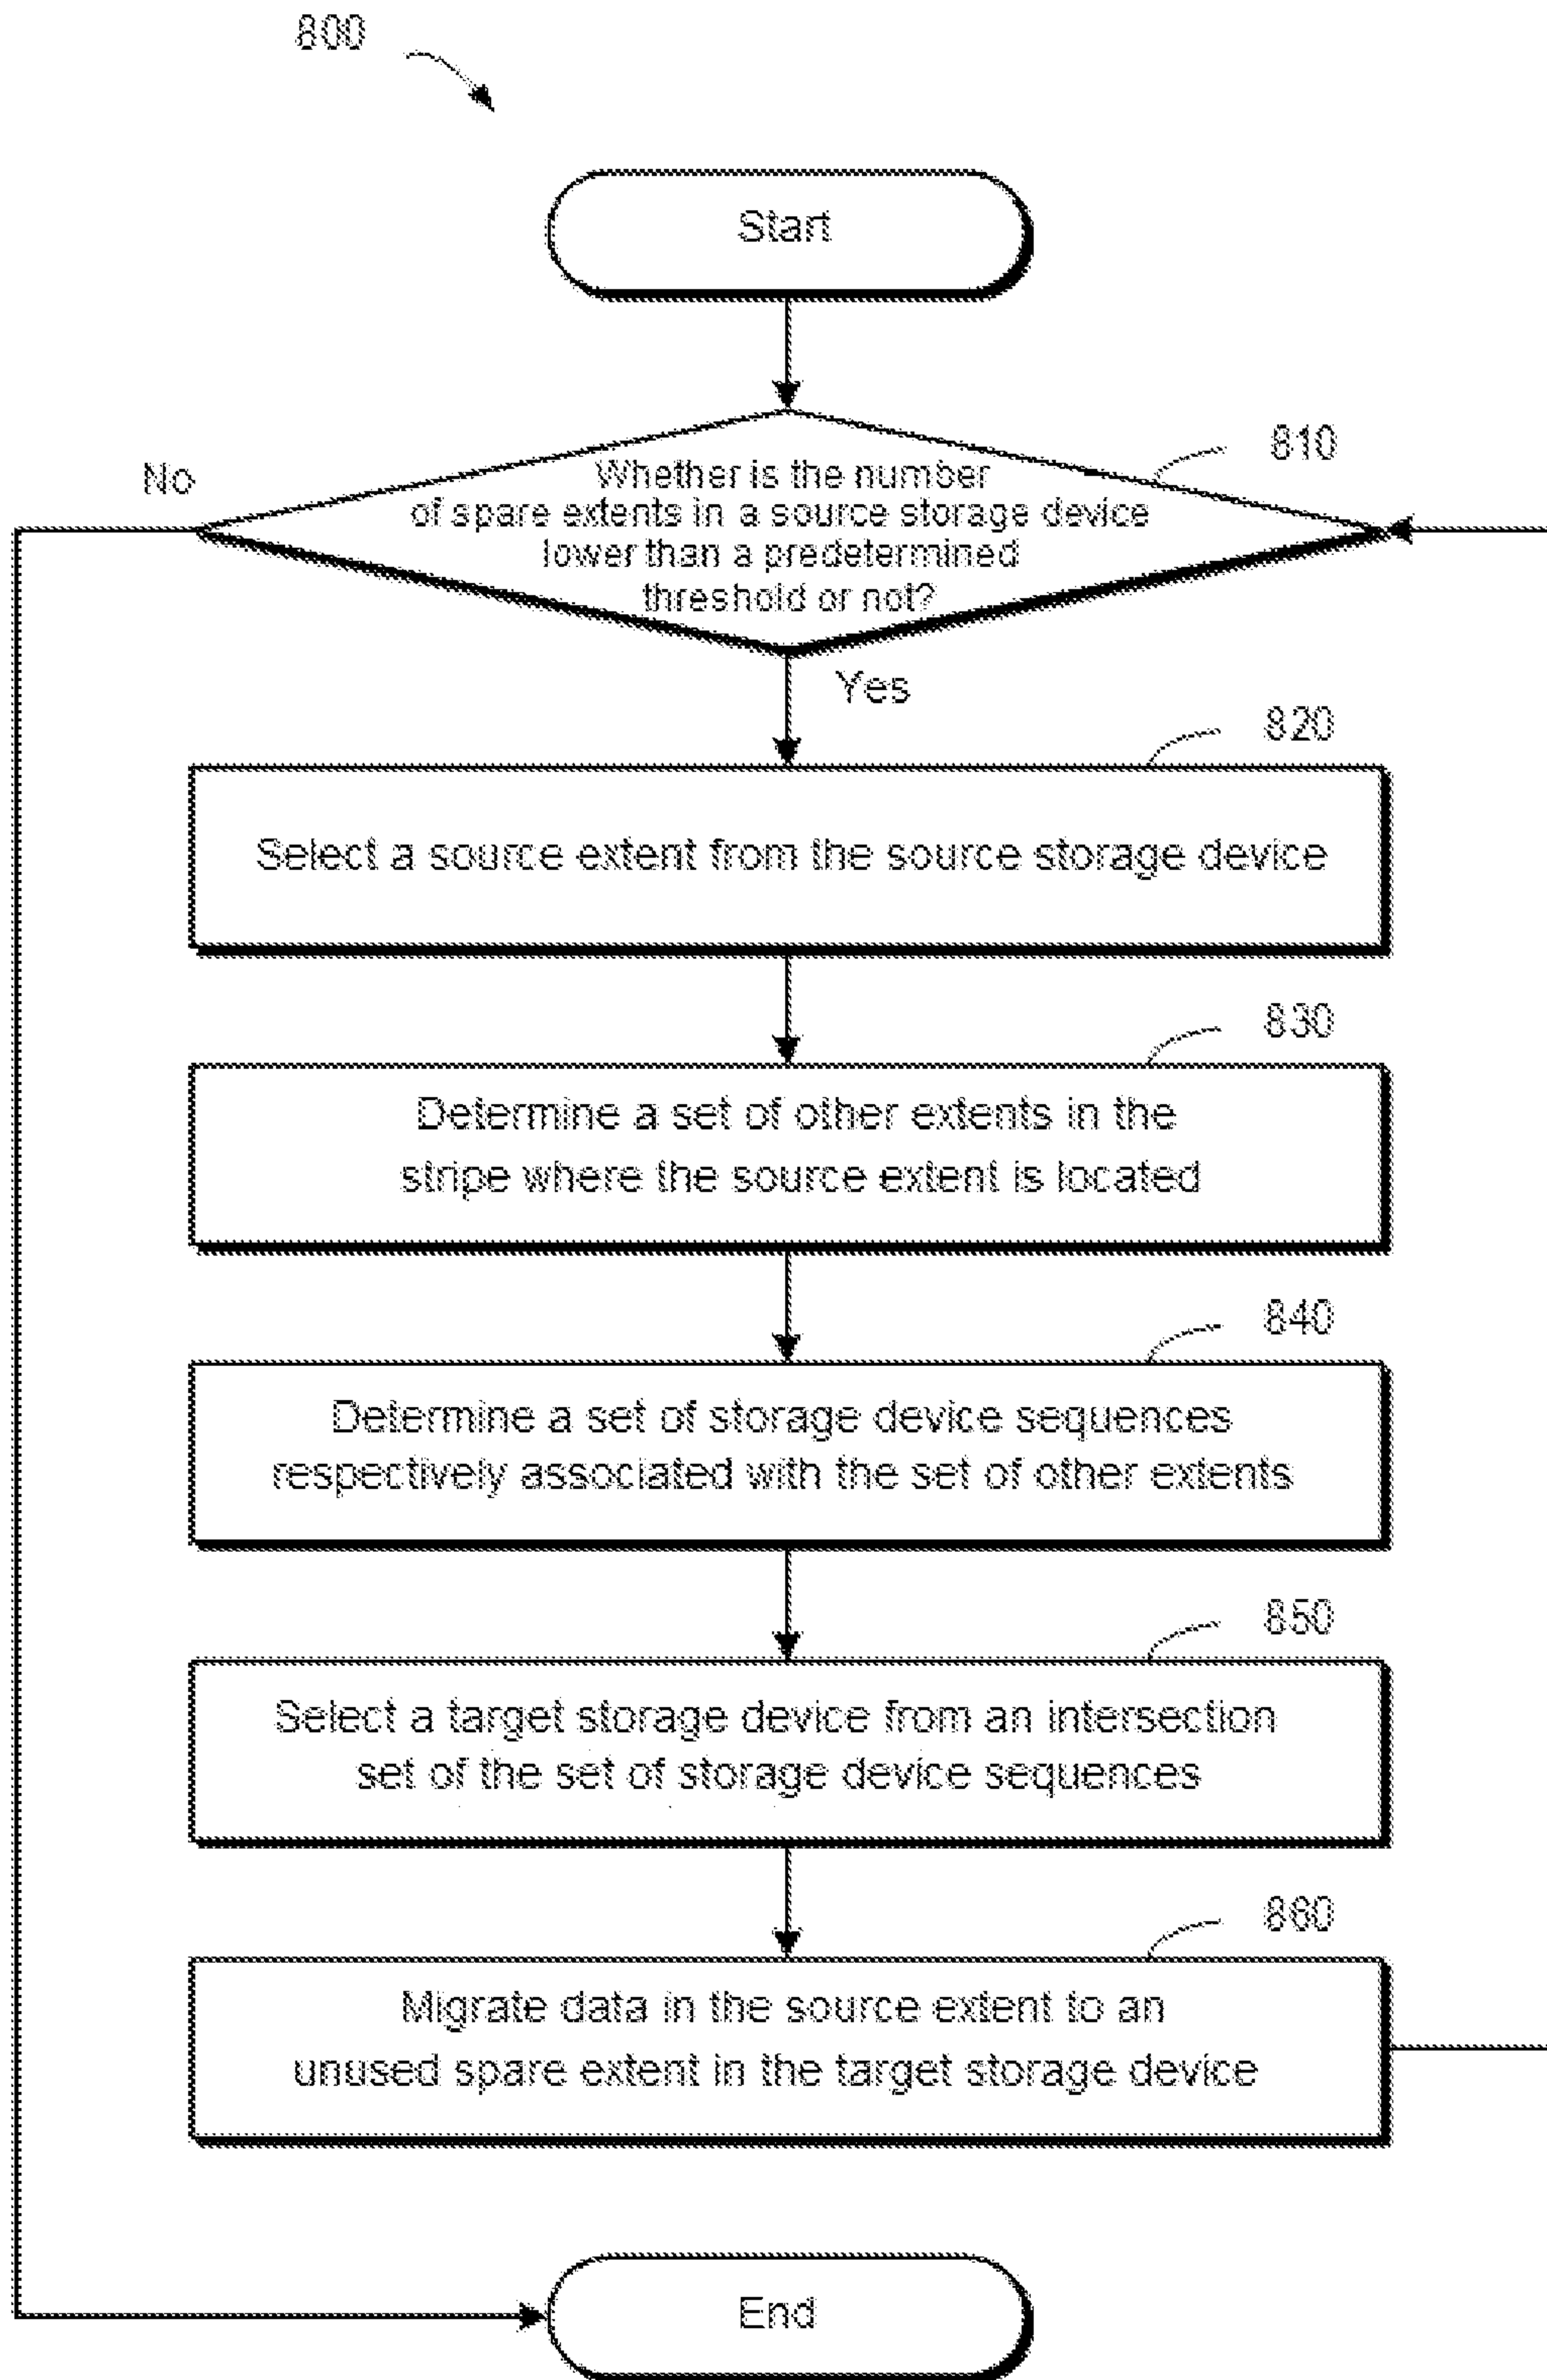 800
Start
810
No
Whether is the number
of spare extents in a source storage device
lower than a predetermined
threshold or not?
Yes
820
Select a source extent from the source storage device
830
Determine a set of other extents in the
stripe where the source extent is located
840
Determine a set of storage device sequences
respectively associated with the set of other extents
850
Select a target storage device from an intersection
set of the set of storage device sequences
860
Migrate data in the source extent to an
unused spare extent in the target storage device
End